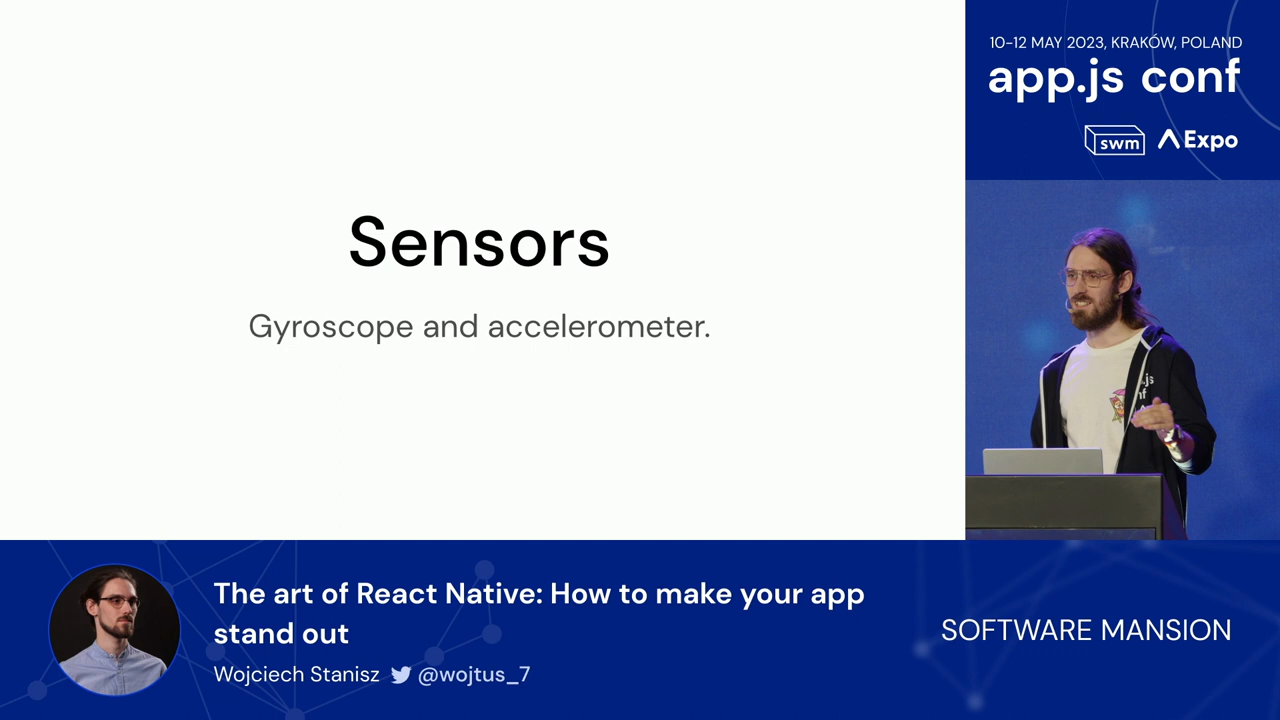 Sensors
Gyroscope and accelerometer.
10-12 MAY 2023, KRAKÓW, POLAND
app.js conf
swm Expo
The art of React Native: How to make your app
stand out
Wojciech Stanisz @wojtus_7
SOFTWARE MANSION